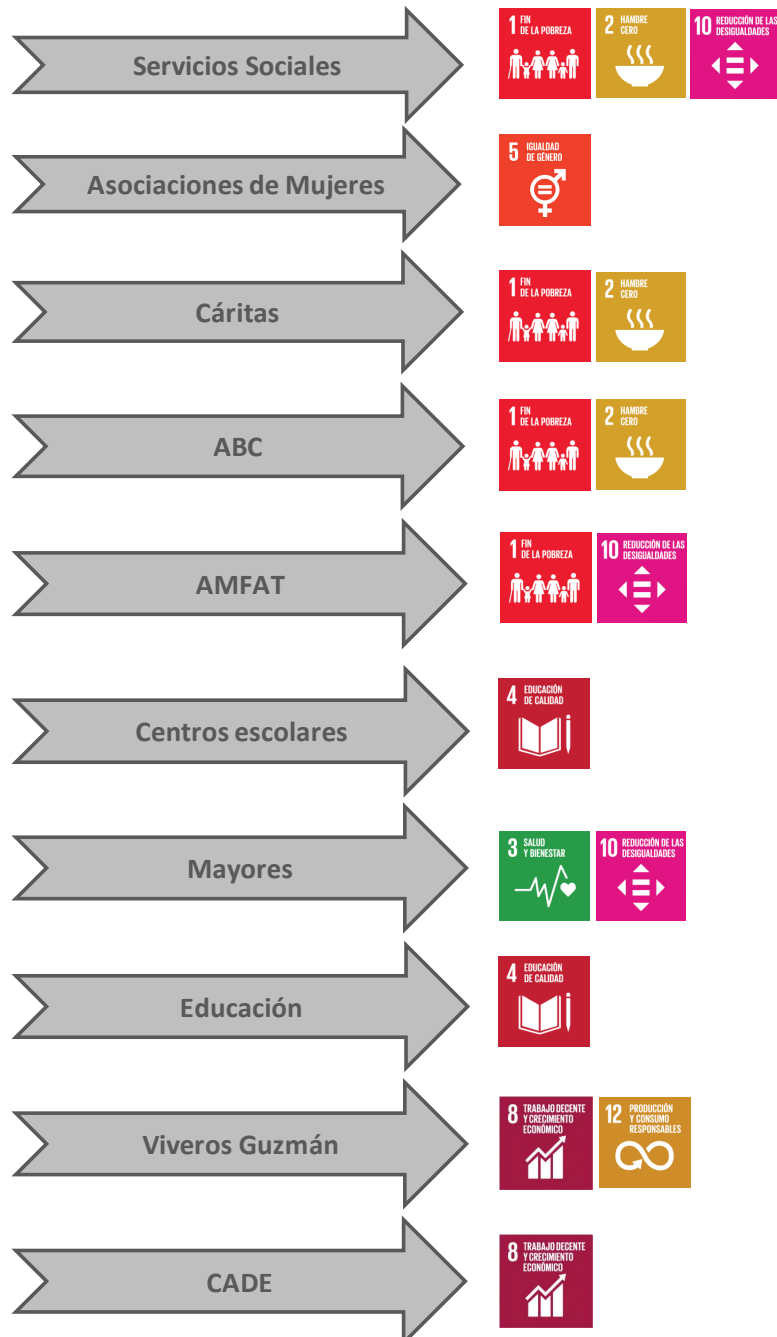 Servicios Sociales
1 FIN
DE LA POBREZA
2 HAMBRE
CERO
10 REDUCCIÓN DE LAS
DESIGUALDADES
Asociaciones de Mujeres
5 IGUALDAD
DE GÉNERO
Cáritas
1 FIN
DE LA POBREZA
2 HAMBRE
CERO
ABC
1 FIN
DE LA POBREZA
2 HAMBRE
CERO
AMFAT
1 FIN
DE LA POBREZA
10 REDUCCIÓN DE LAS
DESIGUALDADES
Centros escolares
4 EDUCACIÓN
DE CALIDAD
Mayores
3 SALUD
Y BIENESTAR
10 REDUCCIÓN DE LAS
DESIGUALDADES
Educación
4 EDUCACIÓN
DE CALIDAD
Viveros Guzmán
8 TRABAJO DECENTE
Y CRECIMIENTO
ECONÓMICO
12 PRODUCCIÓN
Y CONSUMO
RESPONSABLES
CADE
8 TRABAJO DECENTE
Y CRECIMIENTO
ECONÓMICO